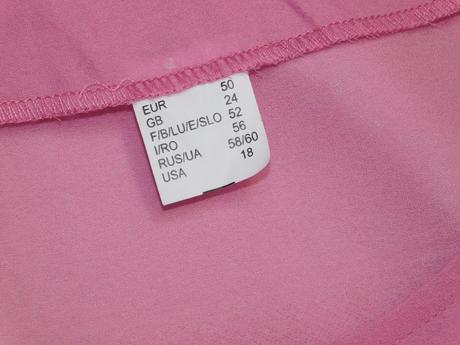 EUR 50
GB 24
F/B/LU/E/SLO 52
I/RO 56
RUS/UA 58/60
USA 18